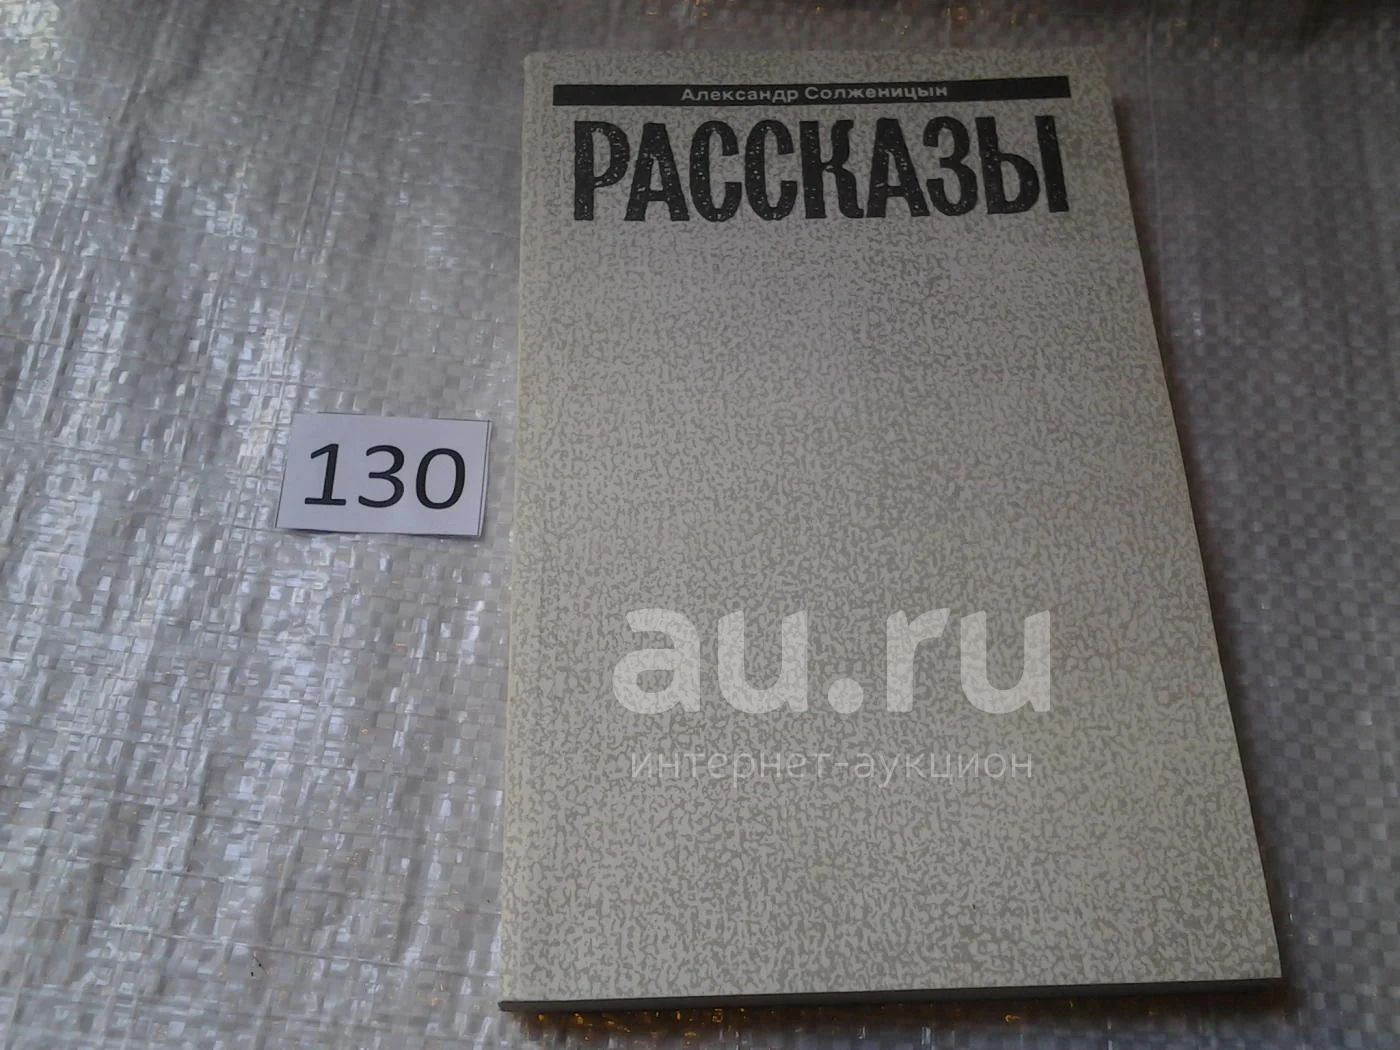 Александр Солженицын
РАССКАЗЫ
130
au.ru
интернет-аукцион